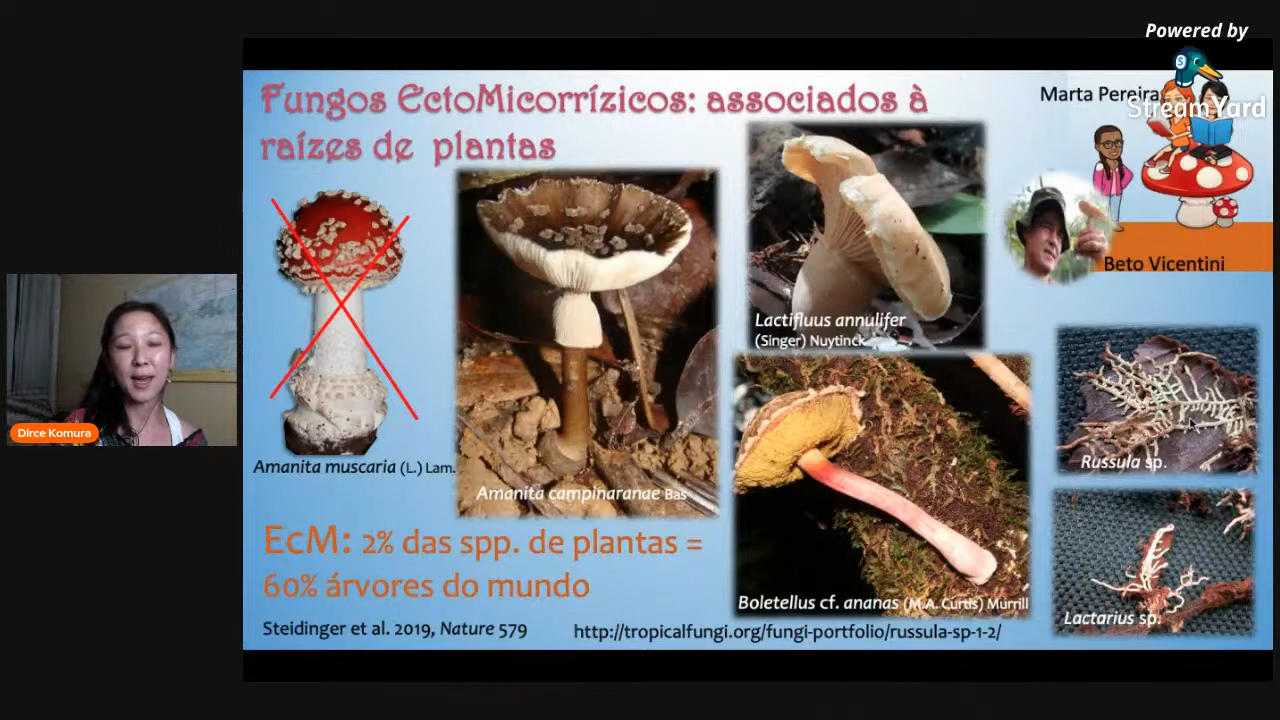 Powered by
StreamYard
Fungos EctoMicorrízicos: associados à
raízes de plantas
Marta Pereira
Beto Vicentini
Lactifluus annulifer
(Singer) Nuytinck
Dirce Komura
Amanita muscaria (L.) Lam.
Amanita campinaranae Bas
Russula sp.
EcM: 2% das spp. de plantas =
60% árvores do mundo
Boletellus cf. ananas (M.A. Curtis) Murrill
Lactarius sp.
Steidinger et al. 2019, Nature 579
http://tropicalfungi.org/fungi-portfolio/russula-sp-1-2/